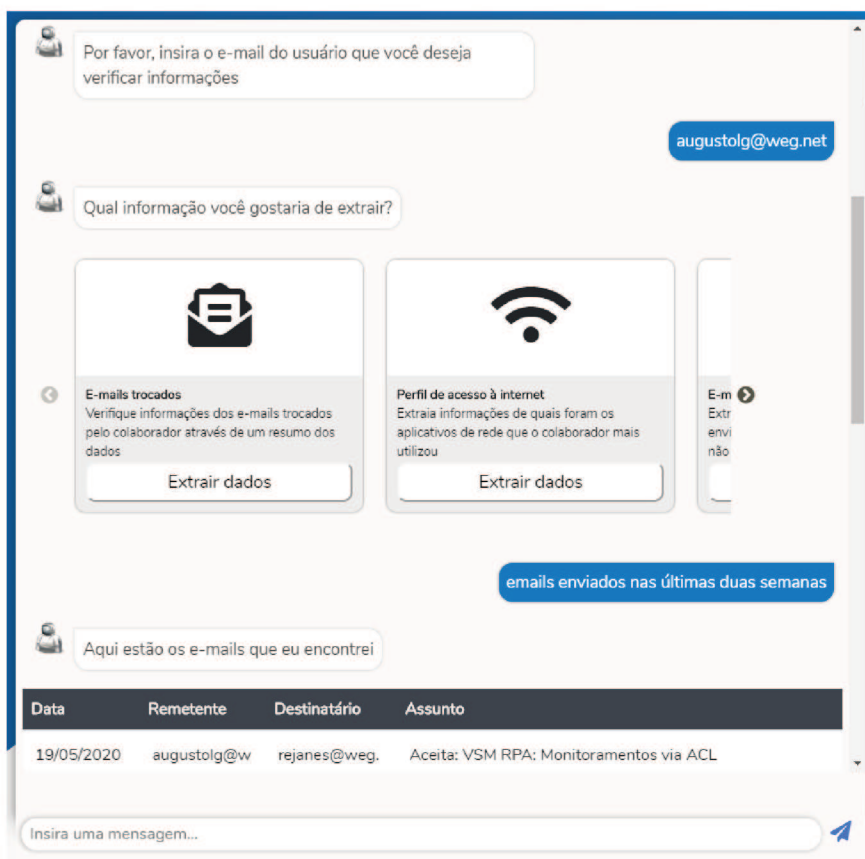 Por favor, insira o e-mail do usuário que você deseja
verificar informações
augustolg@weg.net
Qual informação você gostaria de extrair?
E-mails trocados
Verifique informações dos e-mails trocados
pelo colaborador através de um resumo dos
dados
Extrair dados
Perfil de acesso à internet
Extraia informações de quais foram os
aplicativos de rede que o colaborador mais
utilizou
Extrair dados
E-m
Extr
envi
não
emails enviados nas últimas duas semanas
Aqui estão os e-mails que eu encontrei
Data Remetente Destinatário Assunto
19/05/2020 augustolg@w rejanes@weg. Aceita: VSM RPA: Monitoramentos via ACL
Insira uma mensagem...